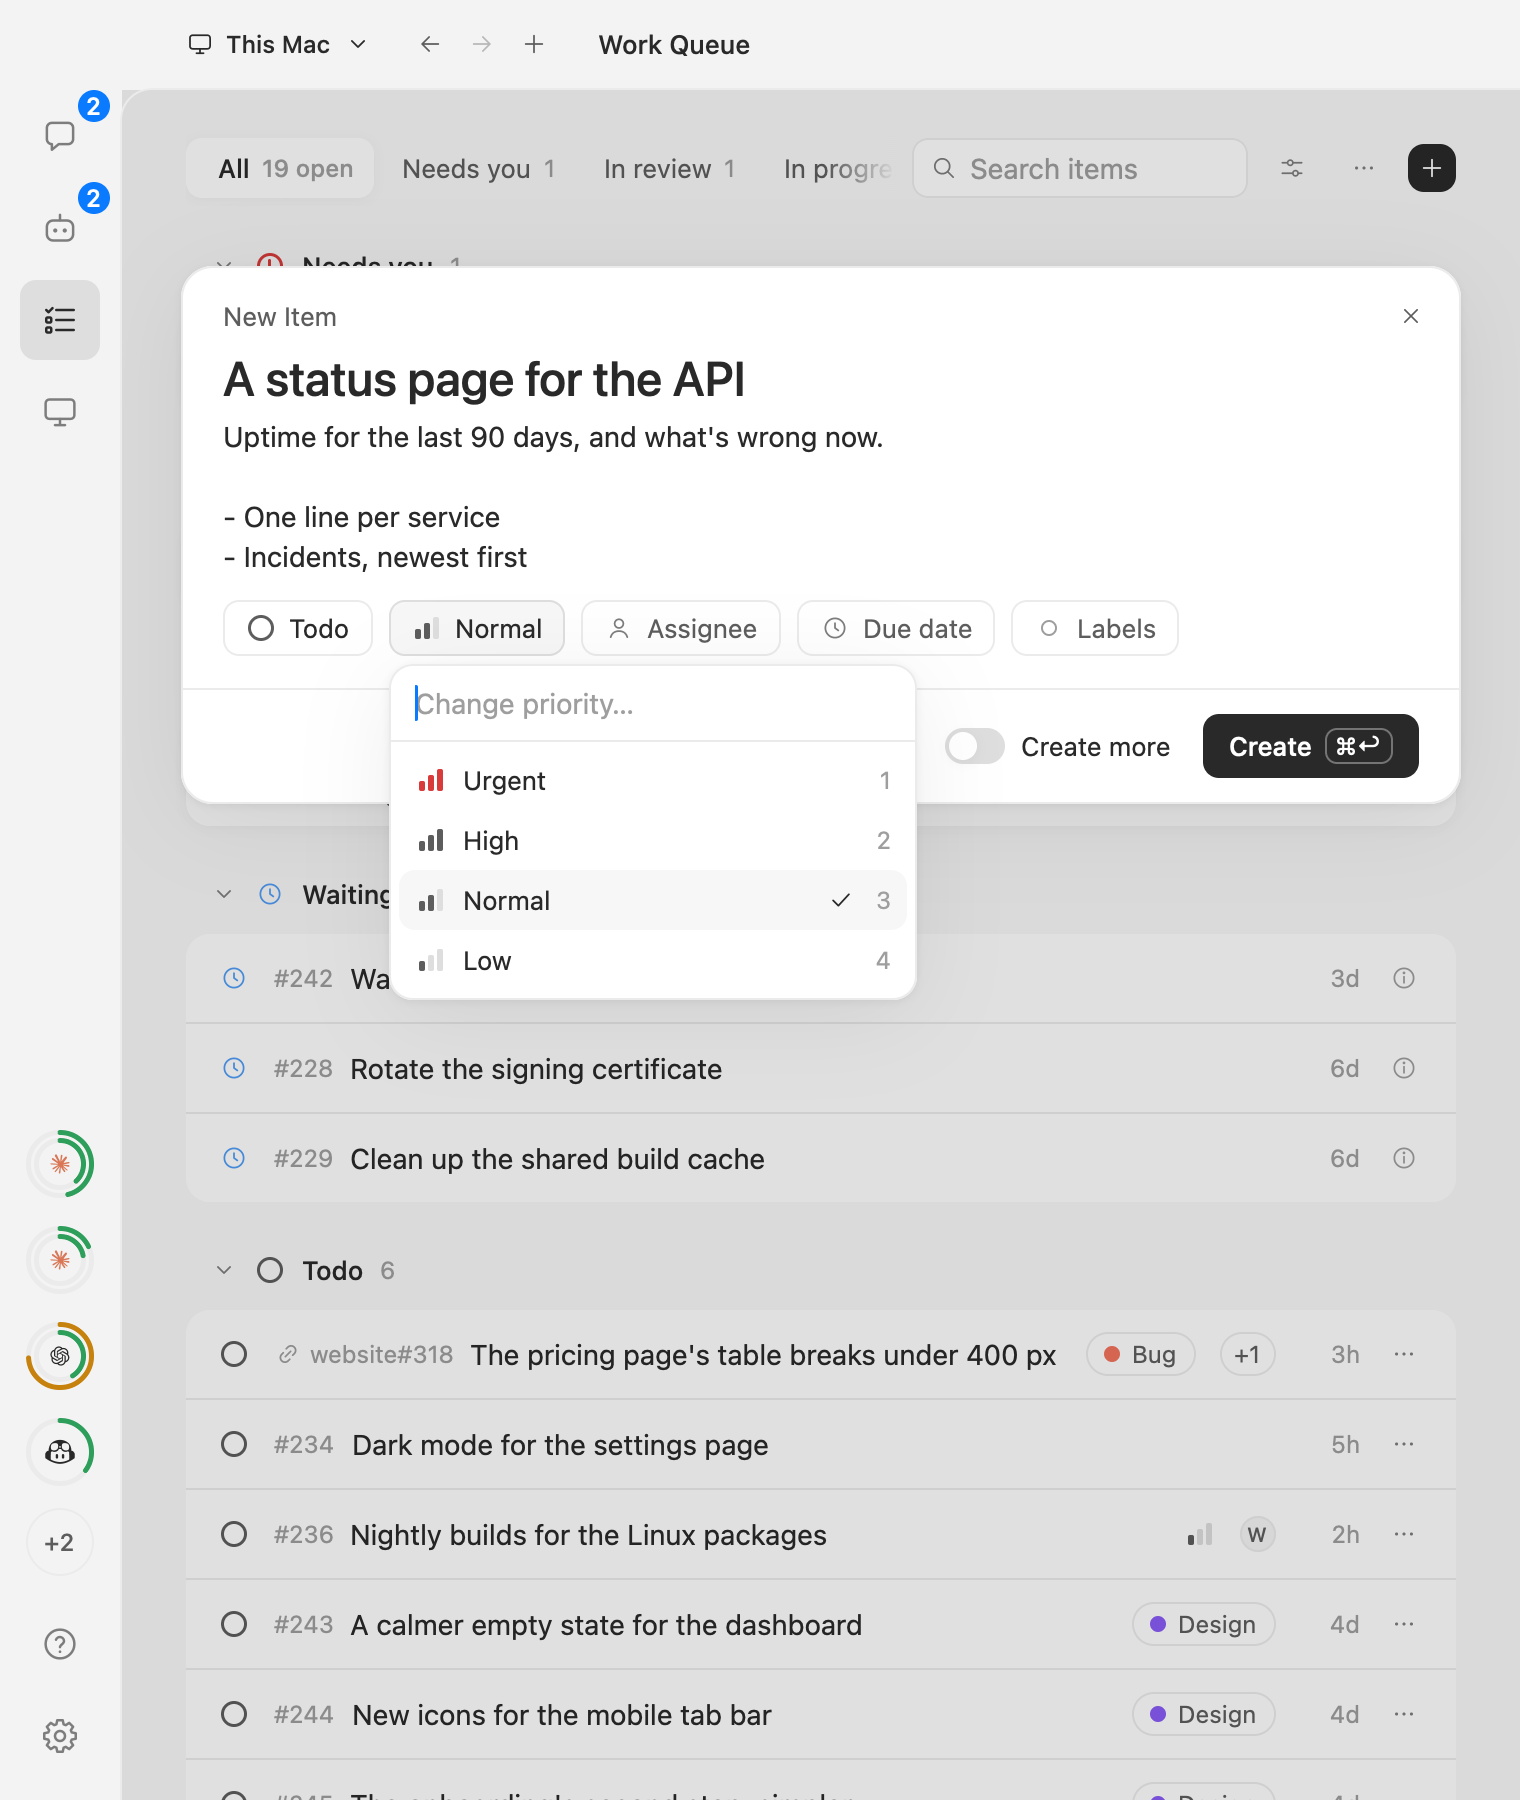 This Mac
Work Queue
2
2
All 19 open
Needs you 1
In review 1
In progre
Search items
Needs you 1
New Item
A status page for the API
Uptime for the last 90 days, and what's wrong now.
- One line per service
- Incidents, newest first
Todo
Normal
Assignee
Due date
Labels
Change priority...
Create more
Create ⌘↩
Urgent 1
High 2
Normal 3
Low 4
Waiting
#242 Wa 3d
#228 Rotate the signing certificate 6d
#229 Clean up the shared build cache 6d
Todo 6
website#318 The pricing page's table breaks under 400 px Bug +1 3h
#234 Dark mode for the settings page 5h
#236 Nightly builds for the Linux packages W 2h
#243 A calmer empty state for the dashboard Design 4d
#244 New icons for the mobile tab bar Design 4d
+2